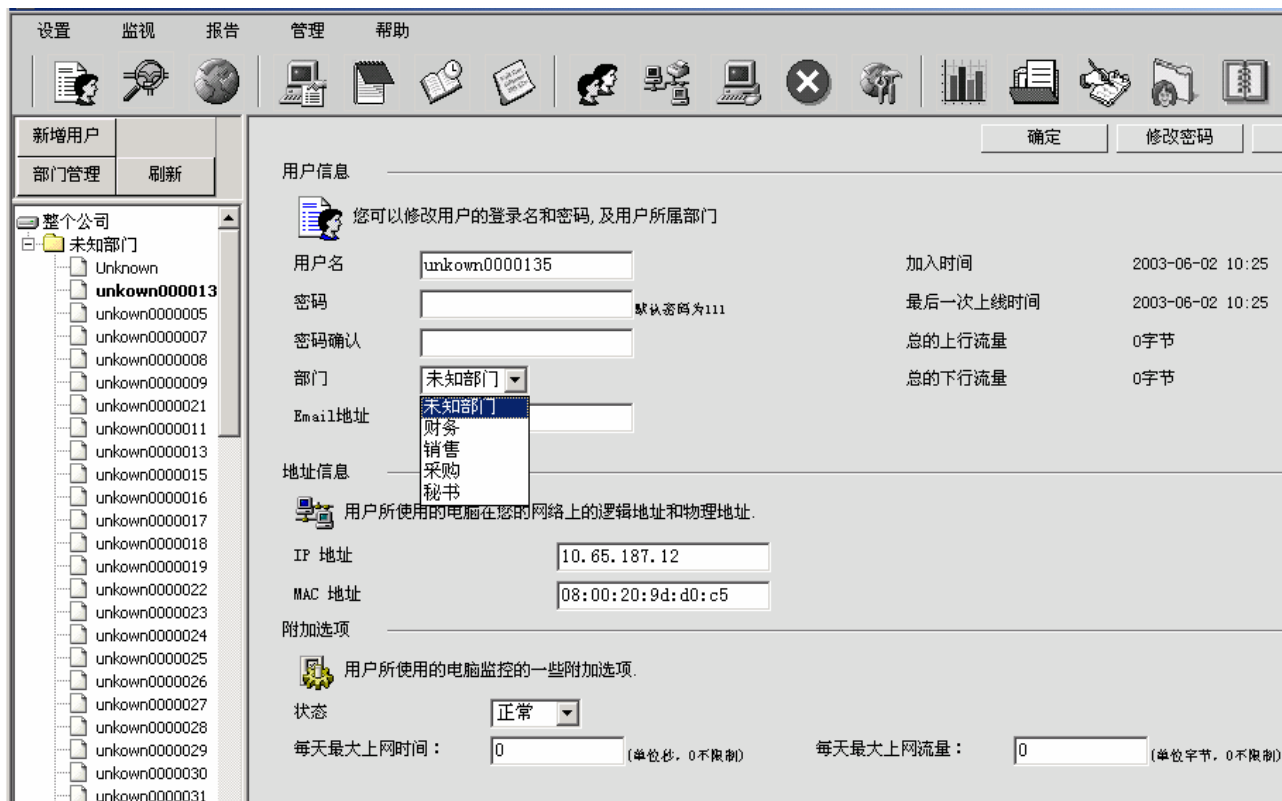 设置 监视 报告 管理 帮助
新增用户
部门管理 刷新
确定 修改密码
整个公司
未知部门
Unknown
unkown000013
unkown0000005
unkown0000007
unkown0000008
unkown0000009
unkown0000021
unkown0000011
unkown0000013
unkown0000015
unkown0000016
unkown0000017
unkown0000018
unkown0000019
unkown0000022
unkown0000023
unkown0000024
unkown0000025
unkown0000026
unkown0000027
unkown0000028
unkown0000029
unkown0000030
unkown0000031
用户信息
您可以修改用户的登录名和密码,及用户所属部门
用户名 unkown0000135 加入时间 2003-06-02 10:25
密码 默认密码为111 最后一次上线时间 2003-06-02 10:25
密码确认 总的上行流量 0字节
部门 未知部门 总的下行流量 0字节
未知部门
财务
销售
采购
秘书
Email地址
地址信息
用户所使用的电脑在您的网络上的逻辑地址和物理地址.
IP 地址 10.65.187.12
MAC 地址 08:00:20:9d:d0:c5
附加选项
用户所使用的电脑监控的一些附加选项.
状态 正常
每天最大上网时间： 0 (单位秒，0不限制) 每天最大上网流量： 0 (单位字节，0不限制)